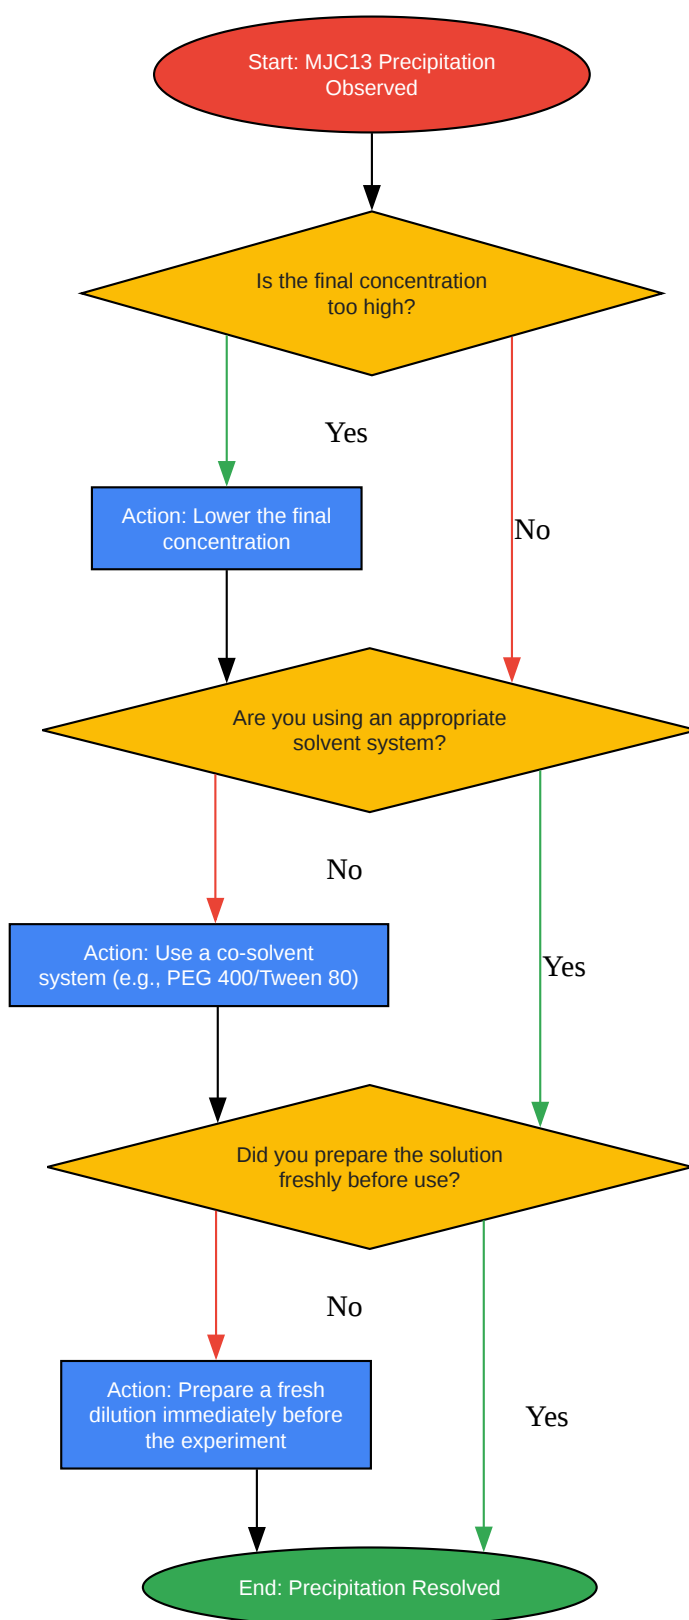 Start: MJC13 Precipitation
Observed
Is the final concentration
too high?
Yes
Action: Lower the final
concentration
No
Are you using an appropriate
solvent system?
No
Action: Use a co-solvent
system (e.g., PEG 400/Tween 80)
Yes
Did you prepare the solution
freshly before use?
No
Action: Prepare a fresh
dilution immediately before
the experiment
Yes
End: Precipitation Resolved